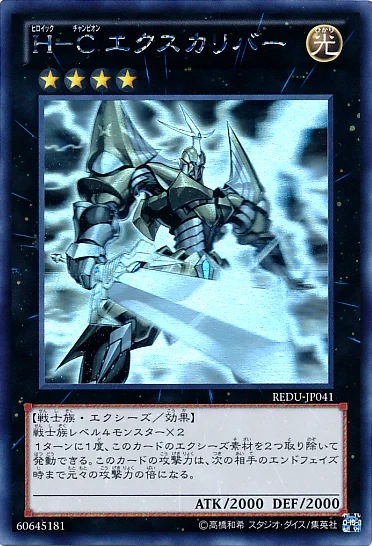 ヒロイック チャンピオン
H-C エクスカリバー
光
ひかり
REDU-JP041
【戦士族・エクシーズ/効果】
戦士族レベル4モンスター×2
1ターンに1度、このカードのエクシーズ素材を2つ取り除いて
発動できる。このカードの攻撃力は、次の相手のエンドフェイズ
時まで元々の攻撃力の倍になる。
ATK/2000 DEF/2000
60645181
©高橋和希 スタジオ・ダイス/集英社